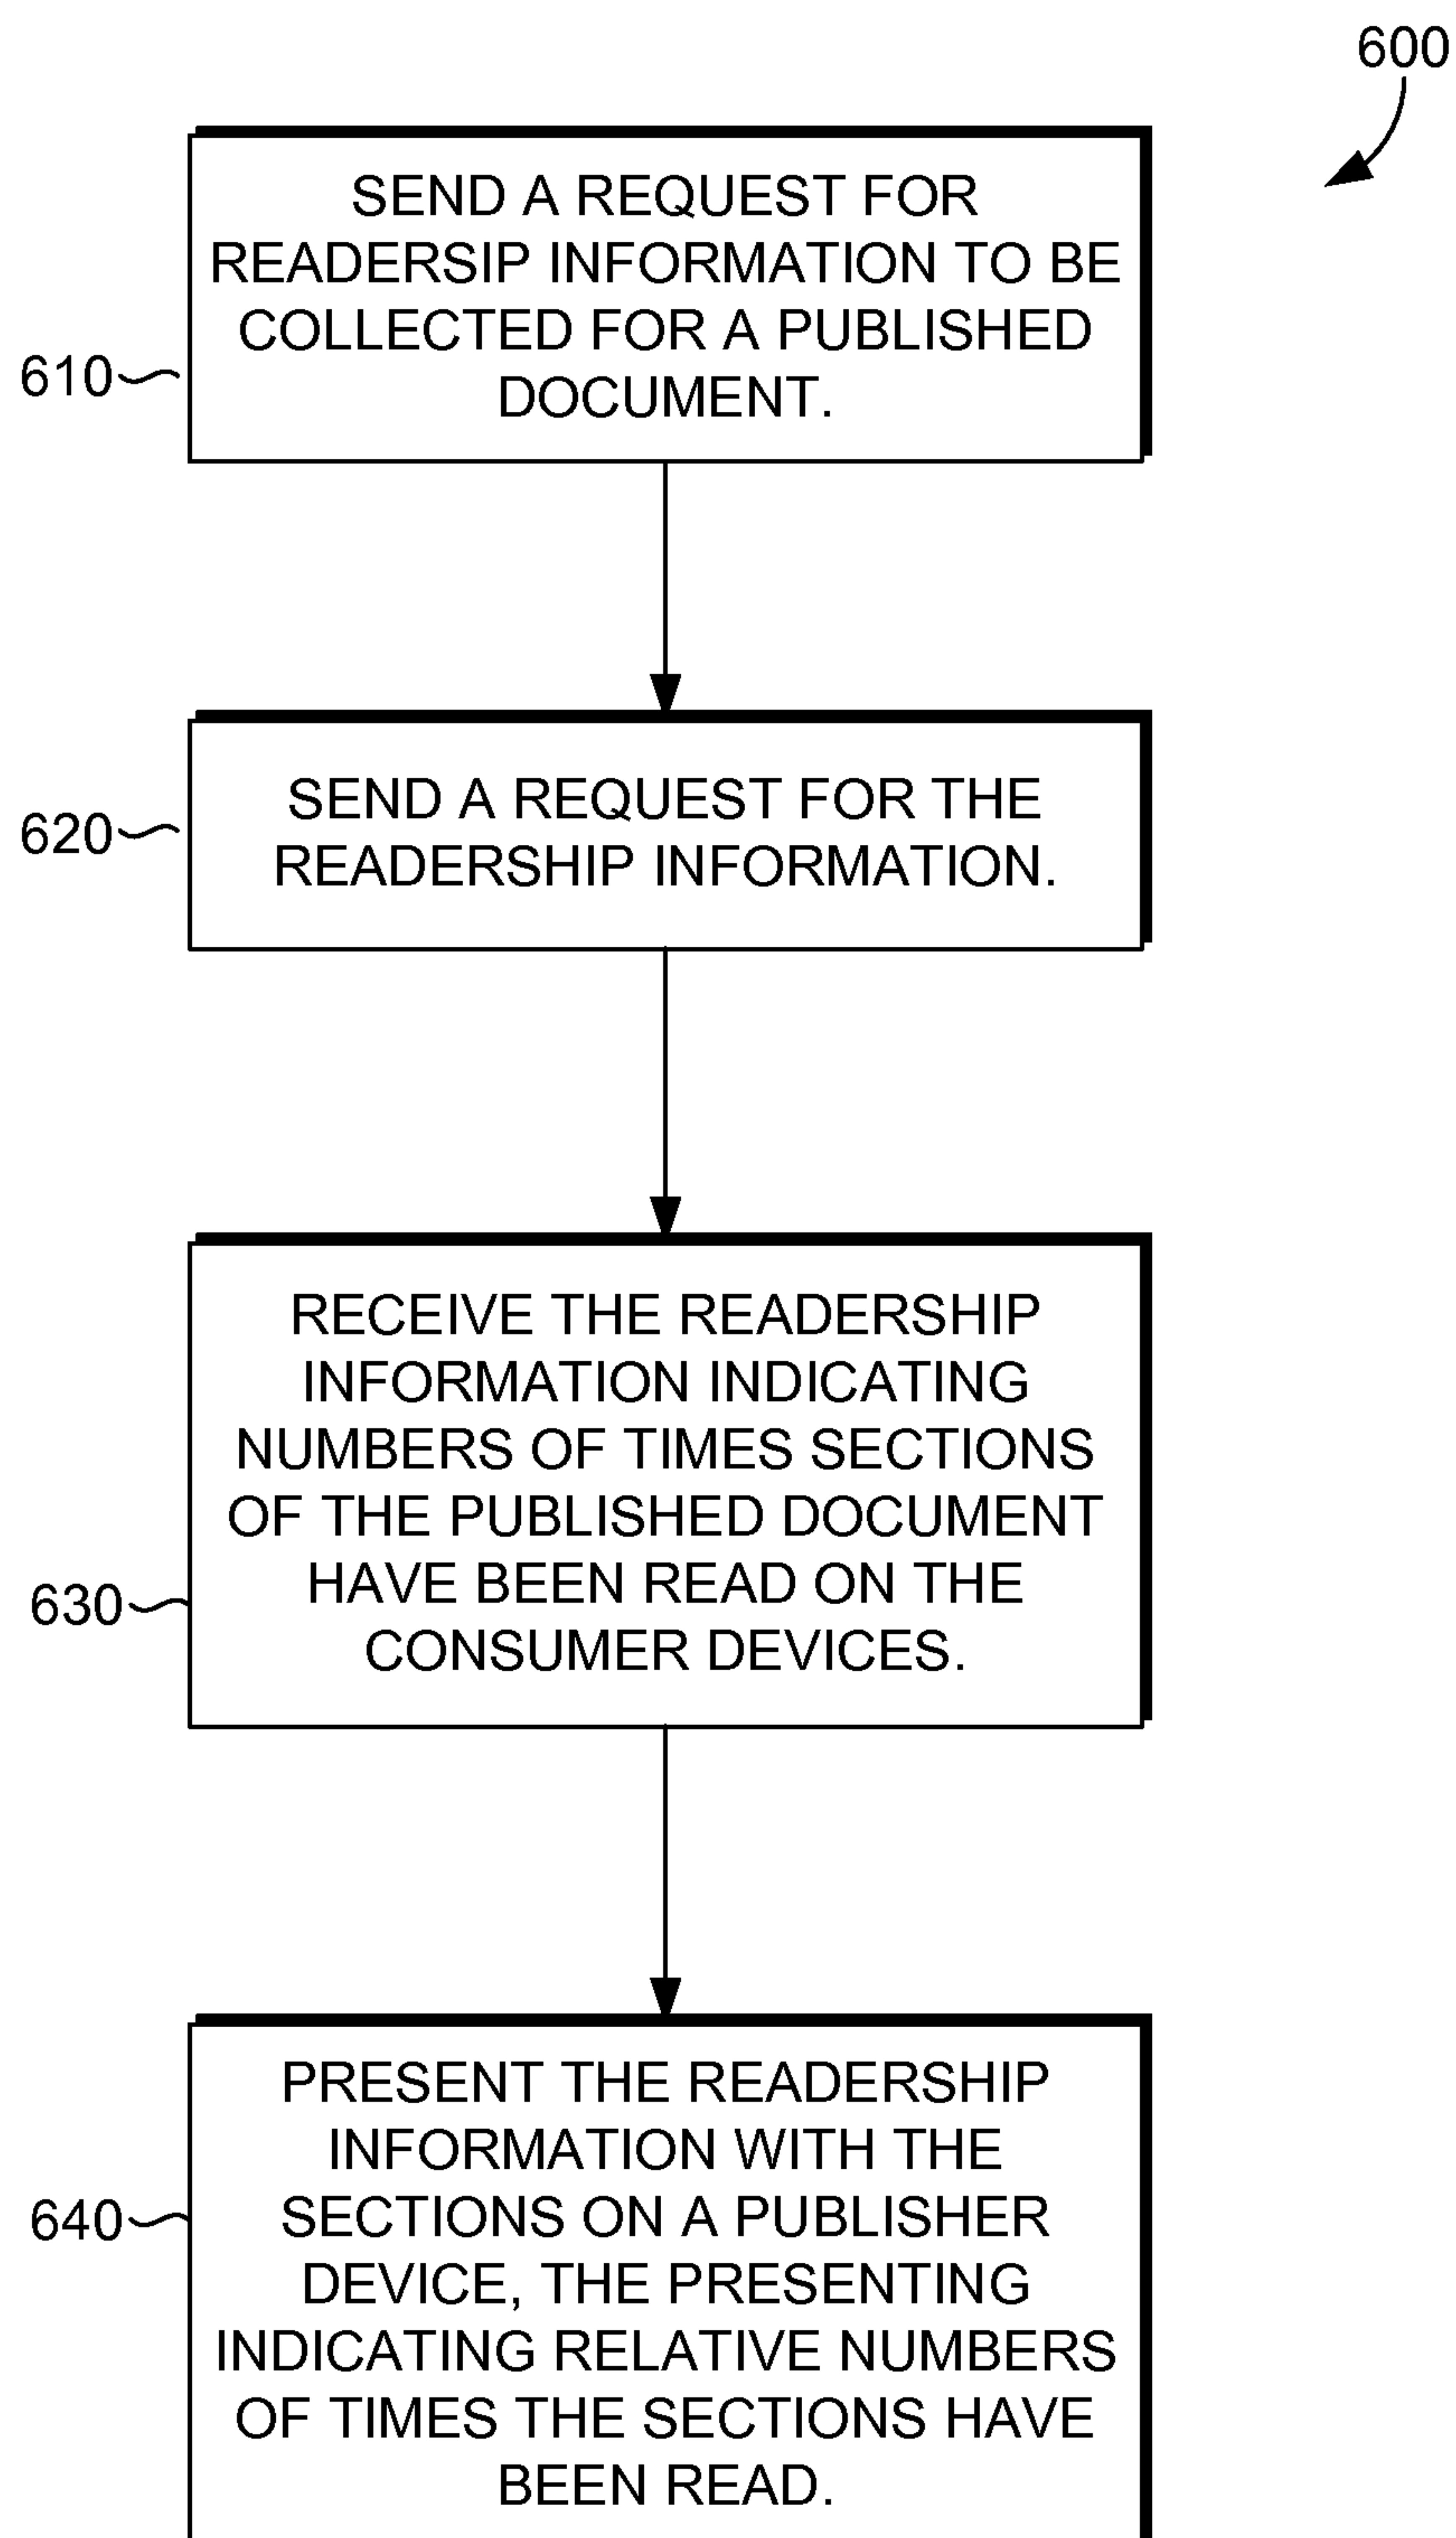 600
SEND A REQUEST FOR
READERSIP INFORMATION TO BE
COLLECTED FOR A PUBLISHED
DOCUMENT.
610
SEND A REQUEST FOR THE
READERSHIP INFORMATION.
620
RECEIVE THE READERSHIP
INFORMATION INDICATING
NUMBERS OF TIMES SECTIONS
OF THE PUBLISHED DOCUMENT
HAVE BEEN READ ON THE
CONSUMER DEVICES.
630
PRESENT THE READERSHIP
INFORMATION WITH THE
SECTIONS ON A PUBLISHER
DEVICE, THE PRESENTING
INDICATING RELATIVE NUMBERS
OF TIMES THE SECTIONS HAVE
BEEN READ.
640